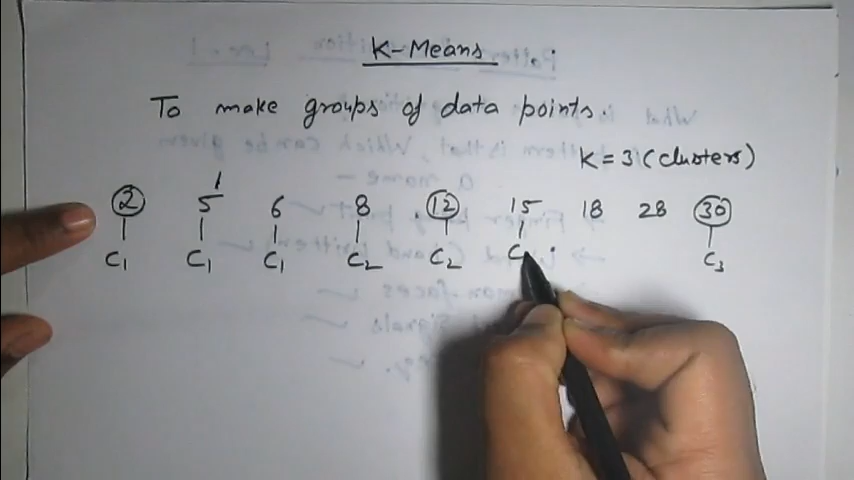 K-Means
To make groups of data points.
K = 3 (clusters)
2 5 6 8 12 15 18 28 30
C1 C1 C1 C2 C2 C C3